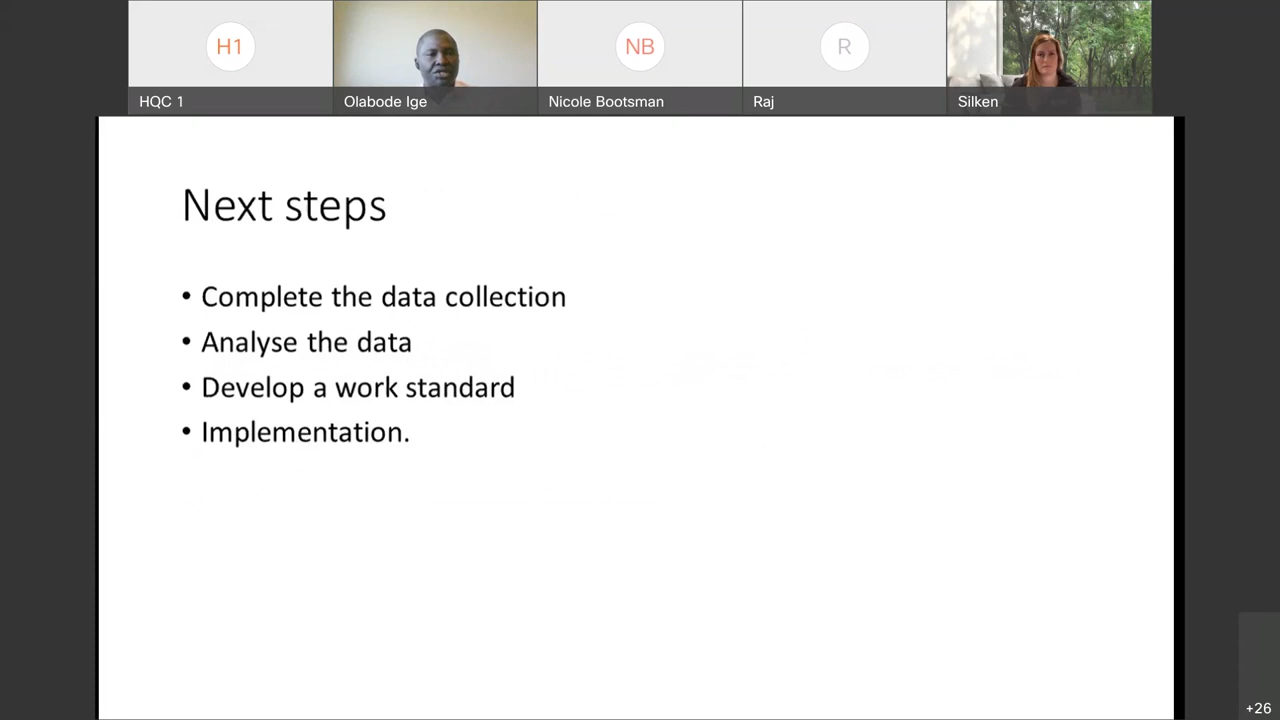 H1
HQC 1
Olabode Ige
NB
Nicole Bootsman
R
Raj
Silken
Next steps
• Complete the data collection
• Analyse the data
• Develop a work standard
• Implementation.
+26